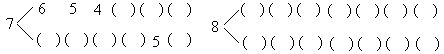 7 6 5 4 ( ) ( ) ( )
( ) ( ) ( ) ( ) 5 ( )
8 ( ) ( ) ( ) ( ) ( ) ( ) ( )
( ) ( ) ( ) ( ) ( ) ( ) ( )